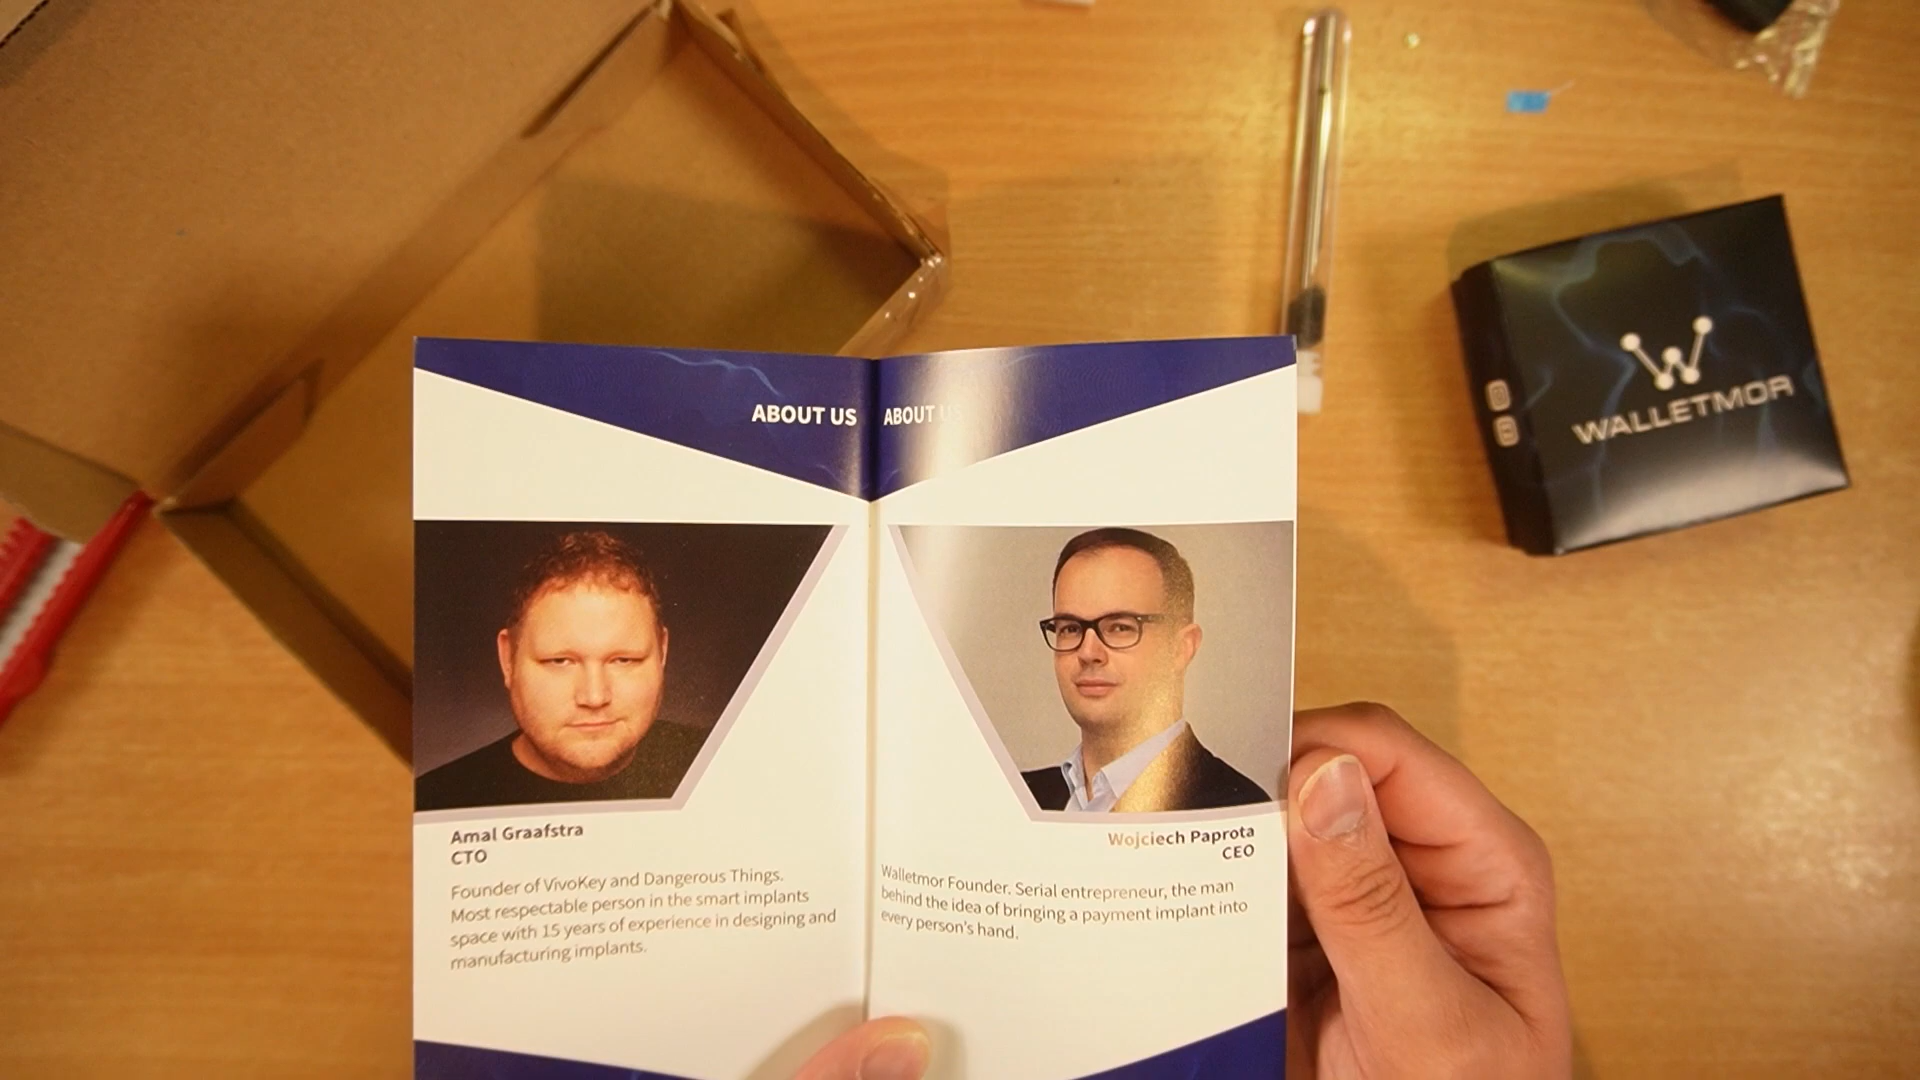 WALLETMOR
ABOUT US
Amal Graafstra
CTO
Founder of VivoKey and Dangerous Things.
Most respectable person in the smart implants
space with 15 years of experience in designing and
manufacturing implants.
ABOUT US
Wojciech Paprota
CEO
Walletmor Founder. Serial entrepreneur, the man
behind the idea of bringing a payment implant into
every person's hand.